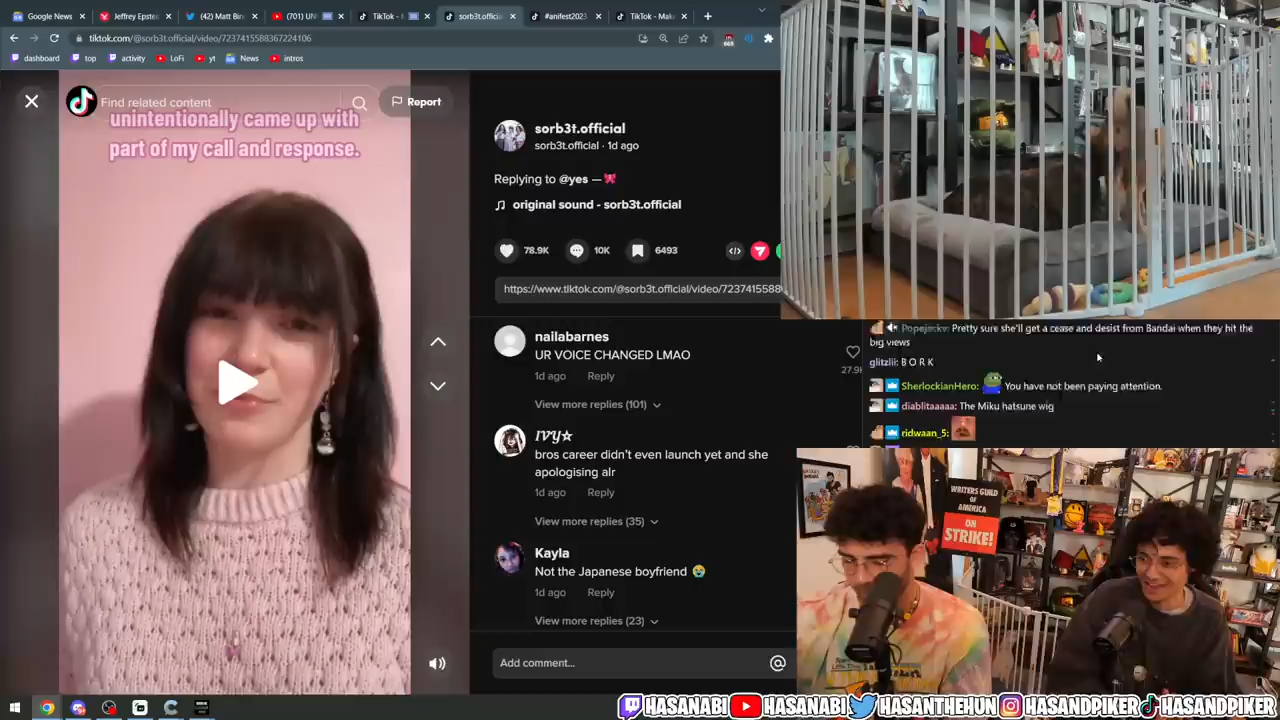 Google News
Jeffrey Epste
(42) Matt Bin
(701) UN
TikTok -
sorb3t.officia
#anifest2023
TikTok - Mak
tiktok.com/@sorb3t.official/video/7237415588367224106
669
dashboard
top
activity
LoFi
yt
News
intros
Find related content
Report
unintentionally came up with
part of my call and response.
sorb3t.official
sorb3t.official · 1d ago
Replying to @yes —🎀
original sound - sorb3t.official
78.9K
10K
6493
https://www.tiktok.com/@sorb3t.official/video/7237415588
nailabarnes
UR VOICE CHANGED LMAO
1d ago Reply
27.9K
View more replies (101)
IVY☆
bros career didn't even launch yet and she
apologising alr
1d ago Reply
View more replies (35)
Kayla
Not the Japanese boyfriend 😭
1d ago Reply
View more replies (23)
Add comment...
Popejacky: Pretty sure she'll get a cease and desist from Bandai when they hit the
big views
glitzlii: B O R K
SherlockianHero: You have not been paying attention.
diablitaaaaa: The Miku hatsune wig
ridwaan_5:
WRITERS GUILD
OF
AMERICA
ON
STRIKE!
HASANABI
HASANABI
HASANTHEHUN
HASANDPIKER
HASANDPIKER